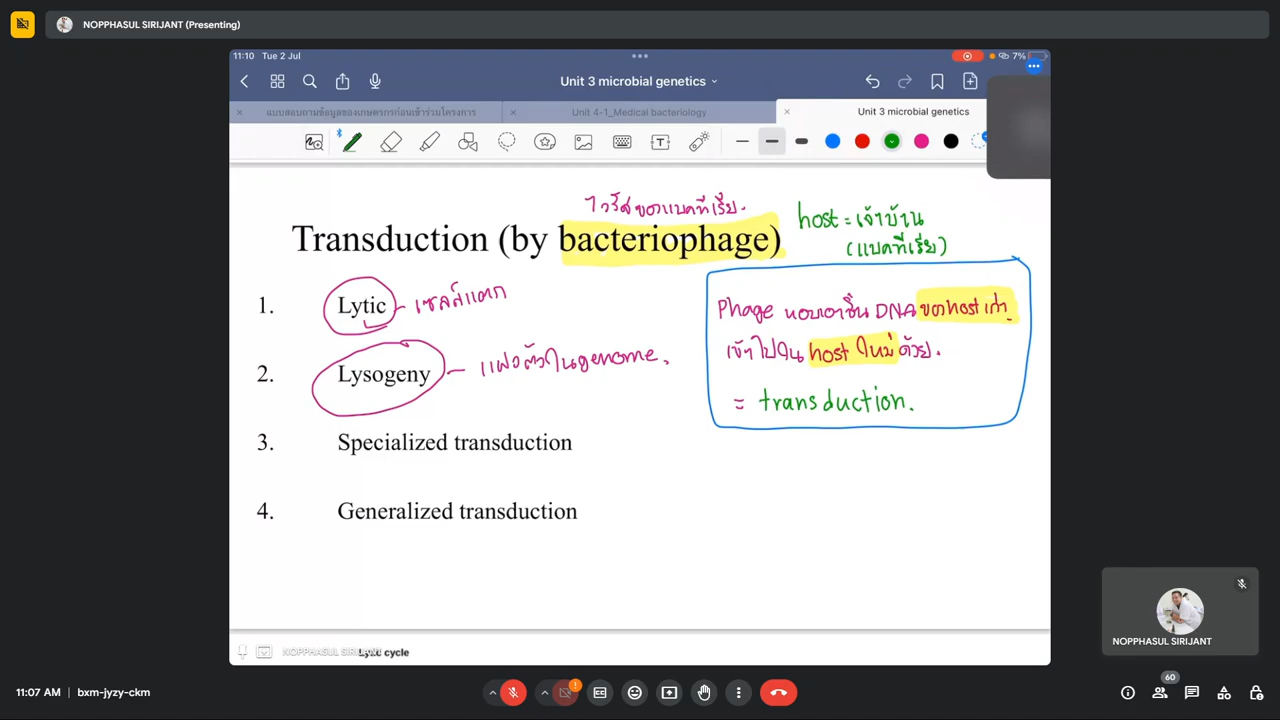 NOPPHASUL SIRIJANT (Presenting)
11:10 Tue 2 Jul
7%
Unit 3 microbial genetics
แบบสอบถามข้อมูลของเกษตรกรก่อนเข้าร่วมโครงการ
Unit 4-1_Medical bacteriology
Unit 3 microbial genetics
ไวรัสของแบคทีเรีย.
Transduction (by bacteriophage)
host = เจ้าบ้าน
(แบคทีเรีย)
1. Lytic - เซลล์แตก
2. Lysogeny - แฝงตัวในgenome.
3. Specialized transduction
4. Generalized transduction
Phage หอบเอาชิ้น DNA ของhost เก่า
เข้าไปใน host ใหม่ ด้วย.
= transduction.
NOPPHASUL SIRIJANT
Lytic cycle
NOPPHASUL SIRIJANT
11:07 AM | bxm-jyzy-ckm
60